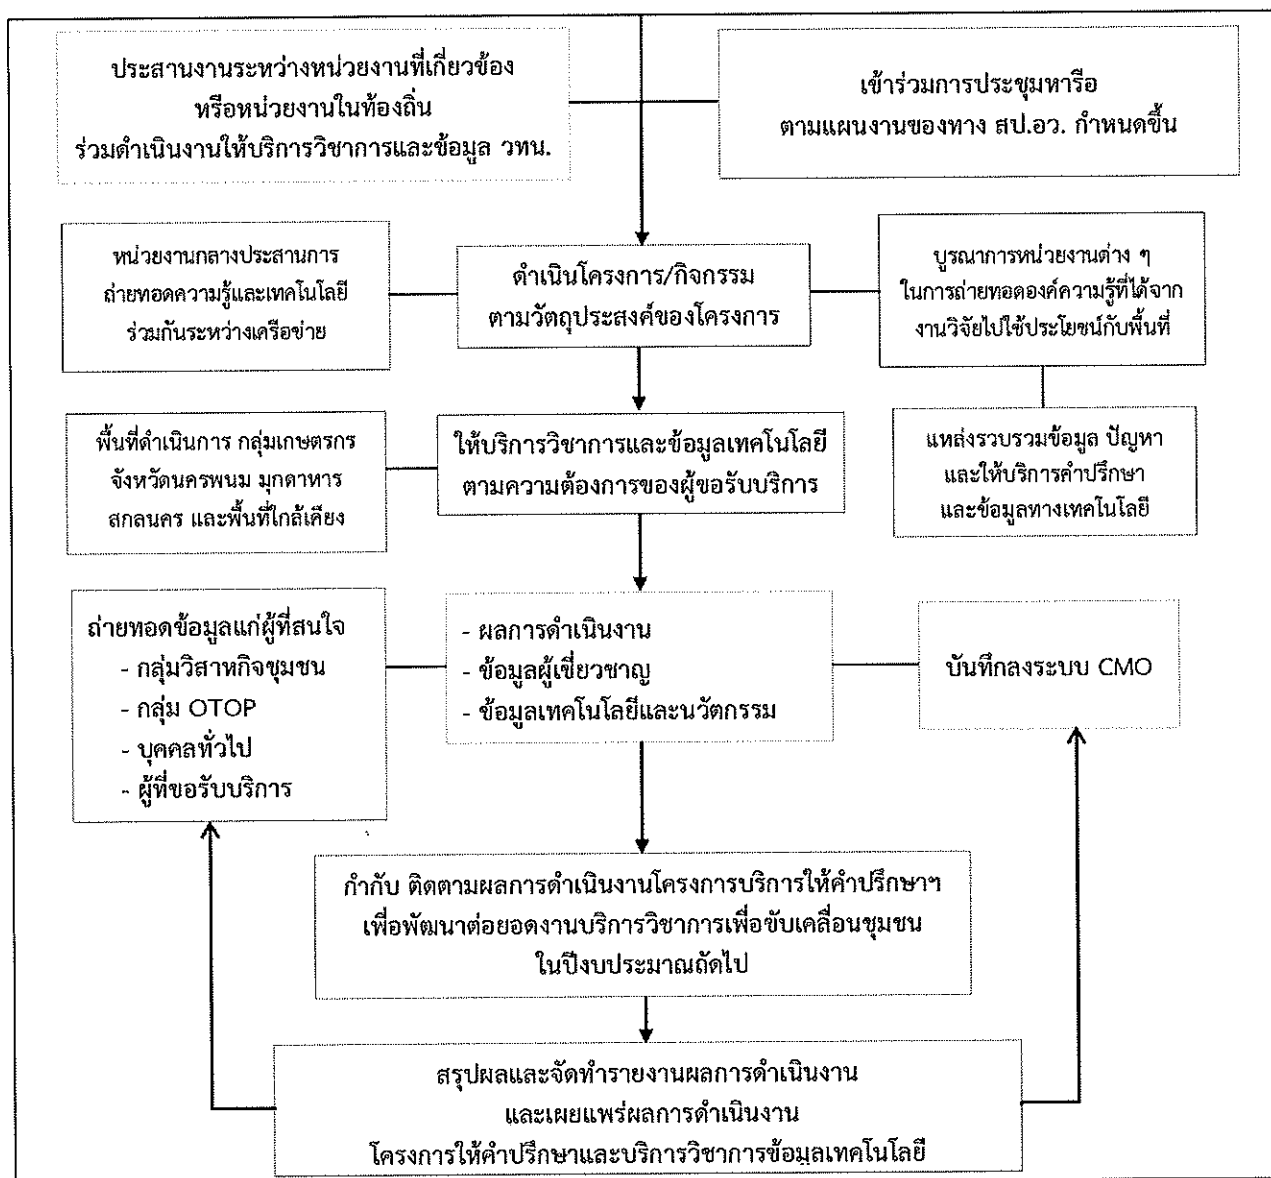 ประสานงานระหว่างหน่วยงานที่เกี่ยวข้อง
หรือหน่วยงานในท้องถิ่น
ร่วมดำเนินงานให้บริการวิชาการและข้อมูล วทน.
เข้าร่วมการประชุมหารือ
ตามแผนงานของทาง สป.อว. กำหนดขึ้น
หน่วยงานกลางประสานการ
ถ่ายทอดความรู้และเทคโนโลยี
ร่วมกันระหว่างเครือข่าย
ดำเนินโครงการ/กิจกรรม
ตามวัตถุประสงค์ของโครงการ
บูรณาการหน่วยงานต่าง ๆ
ในการถ่ายทอดองค์ความรู้ที่ได้จาก
งานวิจัยไปใช้ประโยชน์กับพื้นที่
พื้นที่ดำเนินการ กลุ่มเกษตรกร
จังหวัดนครพนม มุกดาหาร
สกลนคร และพื้นที่ใกล้เคียง
ให้บริการวิชาการและข้อมูลเทคโนโลยี
ตามความต้องการของผู้ขอรับบริการ
แหล่งรวบรวมข้อมูล ปัญหา
และให้บริการคำปรึกษา
และข้อมูลทางเทคโนโลยี
ถ่ายทอดข้อมูลแก่ผู้ที่สนใจ
- กลุ่มวิสาหกิจชุมชน
- กลุ่ม OTOP
- บุคคลทั่วไป
- ผู้ที่ขอรับบริการ
- ผลการดำเนินงาน
- ข้อมูลผู้เชี่ยวชาญ
- ข้อมูลเทคโนโลยีและนวัตกรรม
บันทึกลงระบบ CMO
กำกับ ติดตามผลการดำเนินงานโครงการบริการให้คำปรึกษาฯ
เพื่อพัฒนาต่อยอดงานบริการวิชาการเพื่อขับเคลื่อนชุมชน
ในปีงบประมาณถัดไป
สรุปผลและจัดทำรายงานผลการดำเนินงาน
และเผยแพร่ผลการดำเนินงาน
โครงการให้คำปรึกษาและบริการวิชาการข้อมูลเทคโนโลยี